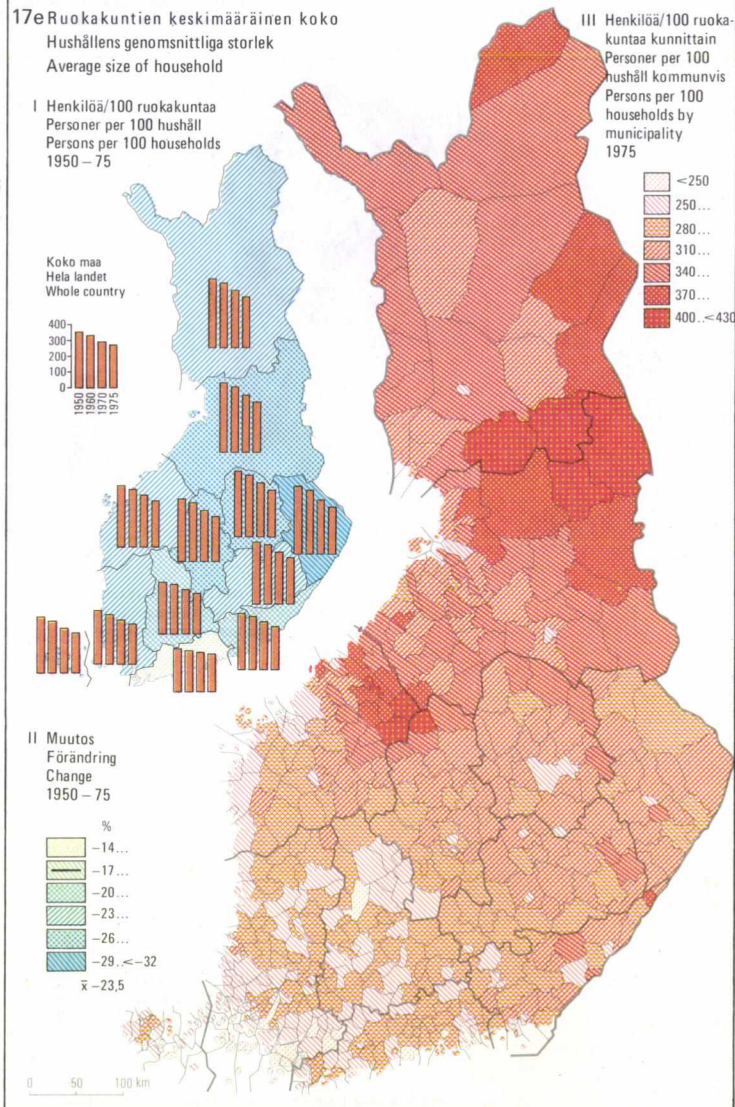 17e Ruokakuntien keskimääräinen koko
Hushållens genomsnittliga storlek
Average size of household
I Henkilöä/100 ruokakuntaa
Personer per 100 hushåll
Persons per 100 households
1950 – 75
Koko maa
Hela landet
Whole country
400
300
200
100
0
1950
1960
1970
1975
II Muutos
Förändring
Change
1950 – 75
%
–14...
–17...
–20...
–23...
–26...
–29..<–32
x̄ –23,5
0 50 100 km
III Henkilöä/100 ruoka-
kuntaa kunnittain
Personer per 100
hushåll kommunvis
Persons per 100
households by
municipality
1975
<250
250...
280...
310...
340...
370...
400..<430